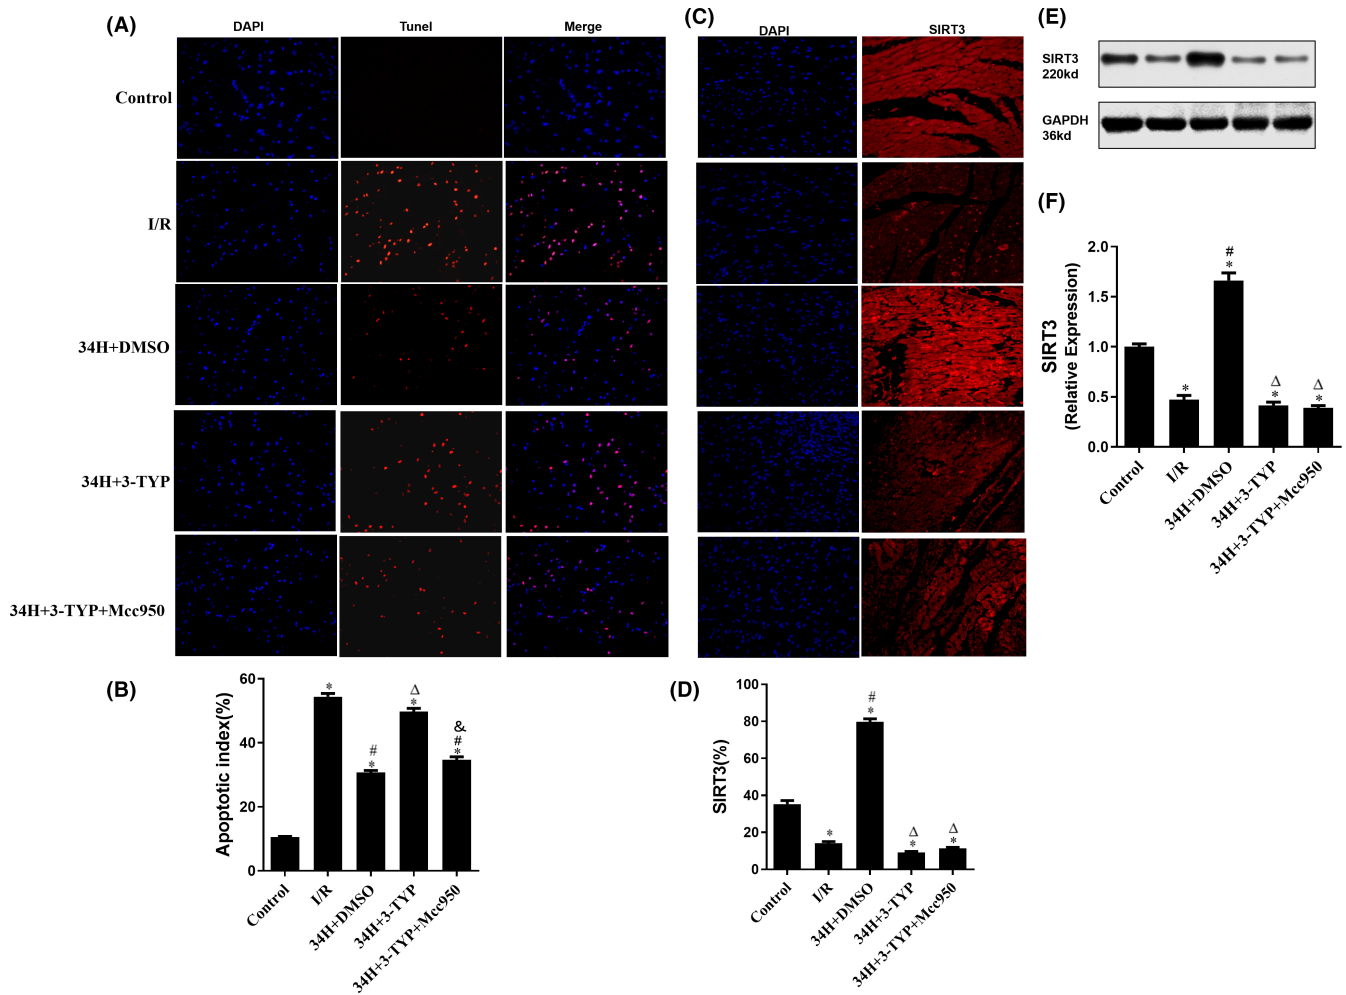 (A)
DAPI
Tunel
Merge
Control
I/R
34H+DMSO
34H+3-TYP
34H+3-TYP+Mcc950
(B)
Apoptotic index(%)
60
40
20
0
*
#
*
Δ
*
&
#
*
Control
I/R
34H+DMSO
34H+3-TYP
34H+3-TYP+Mcc950
(C)
DAPI
SIRT3
(D)
SIRT3(%)
100
80
60
40
20
0
*
#
*
Δ
*
Δ
*
Control
I/R
34H+DMSO
34H+3-TYP
34H+3-TYP+Mcc950
(E)
SIRT3
220kd
GAPDH
36kd
(F)
SIRT3
(Relative Expression)
2.0
1.5
1.0
0.5
0.0
*
#
*
Δ
*
Δ
*
Control
I/R
34H+DMSO
34H+3-TYP
34H+3-TYP+Mcc950